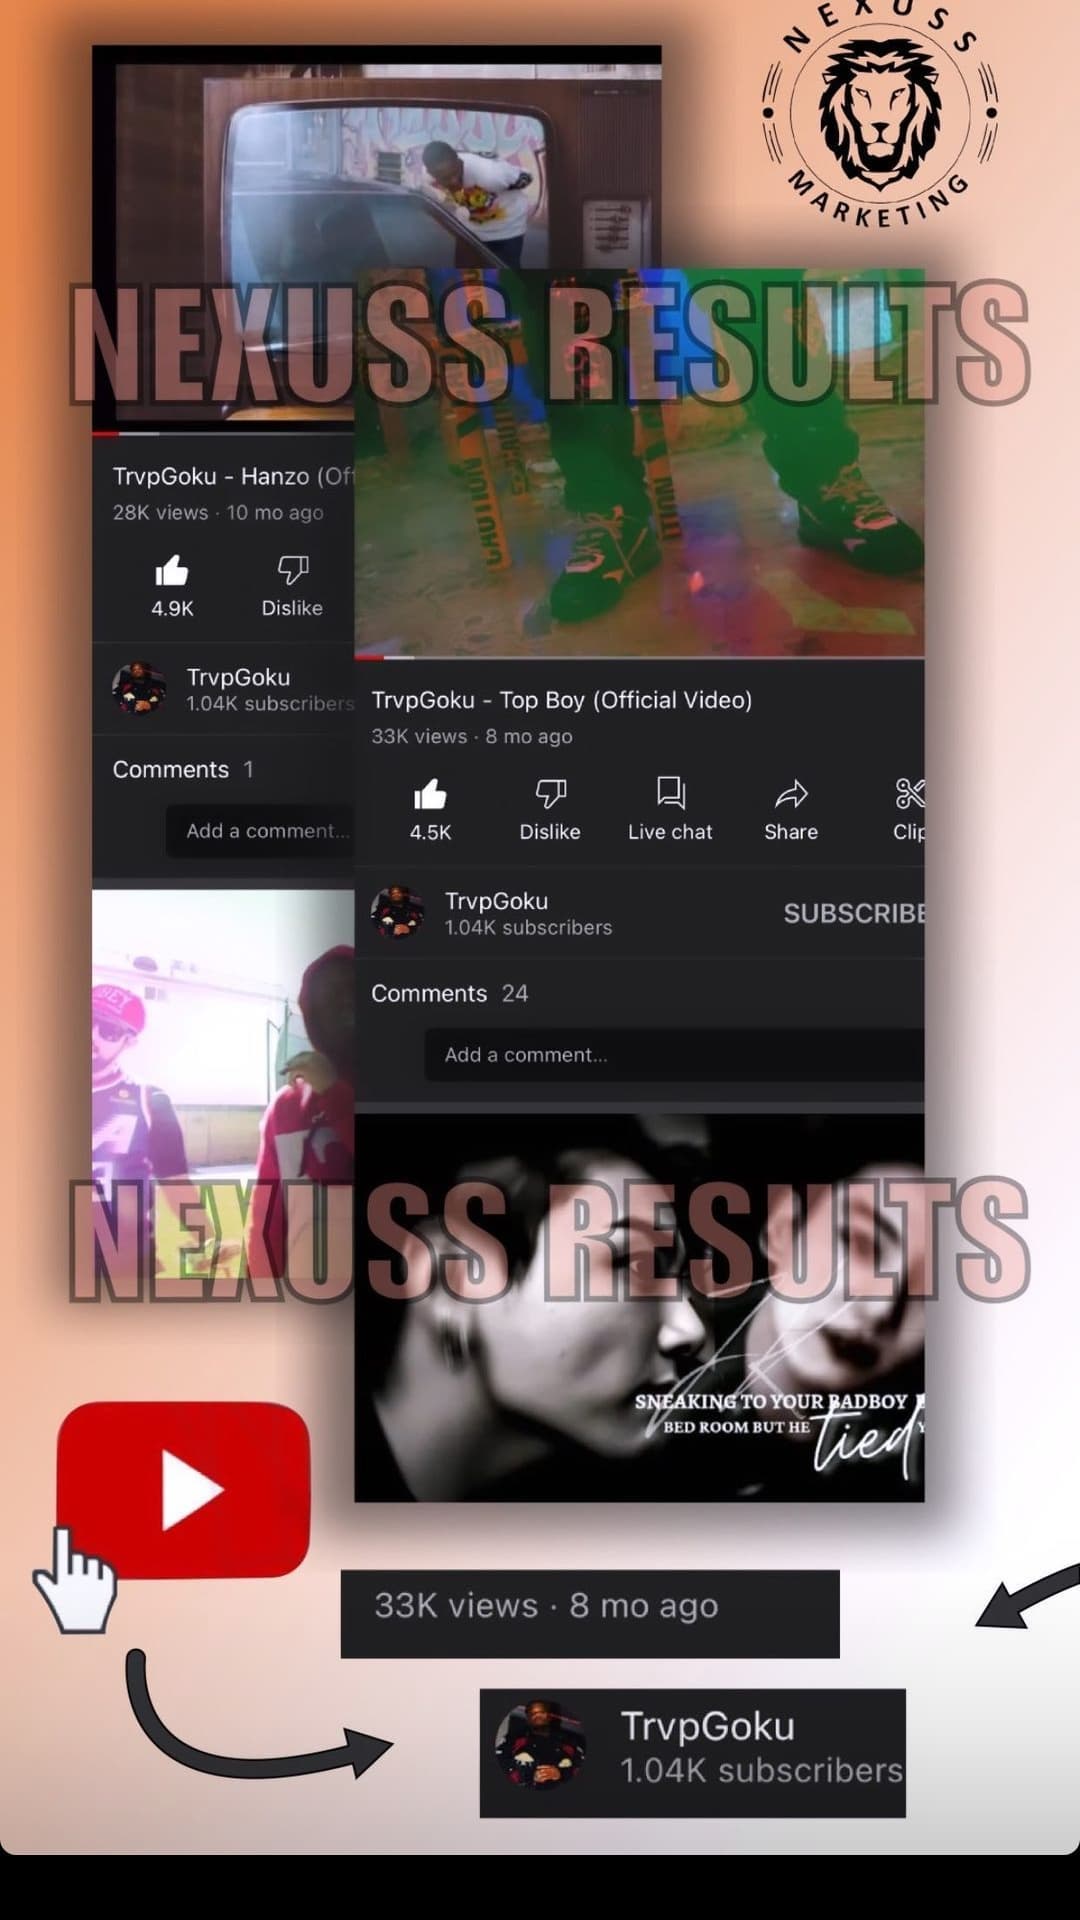 NEXUSS
MARKETING
NEXUSS RESULTS
TrvpGoku - Hanzo (Off
28K views · 10 mo ago
4.9K
Dislike
TrvpGoku
1.04K subscribers
Comments 1
Add a comment...
CAUTION
TrvpGoku - Top Boy (Official Video)
33K views · 8 mo ago
4.5K
Dislike
Live chat
Share
Clip
TrvpGoku
1.04K subscribers
SUBSCRIBE
Comments 24
Add a comment...
NEXUSS RESULTS
SNEAKING TO YOUR BADBOY
BED ROOM BUT HE
tied
33K views · 8 mo ago
TrvpGoku
1.04K subscribers